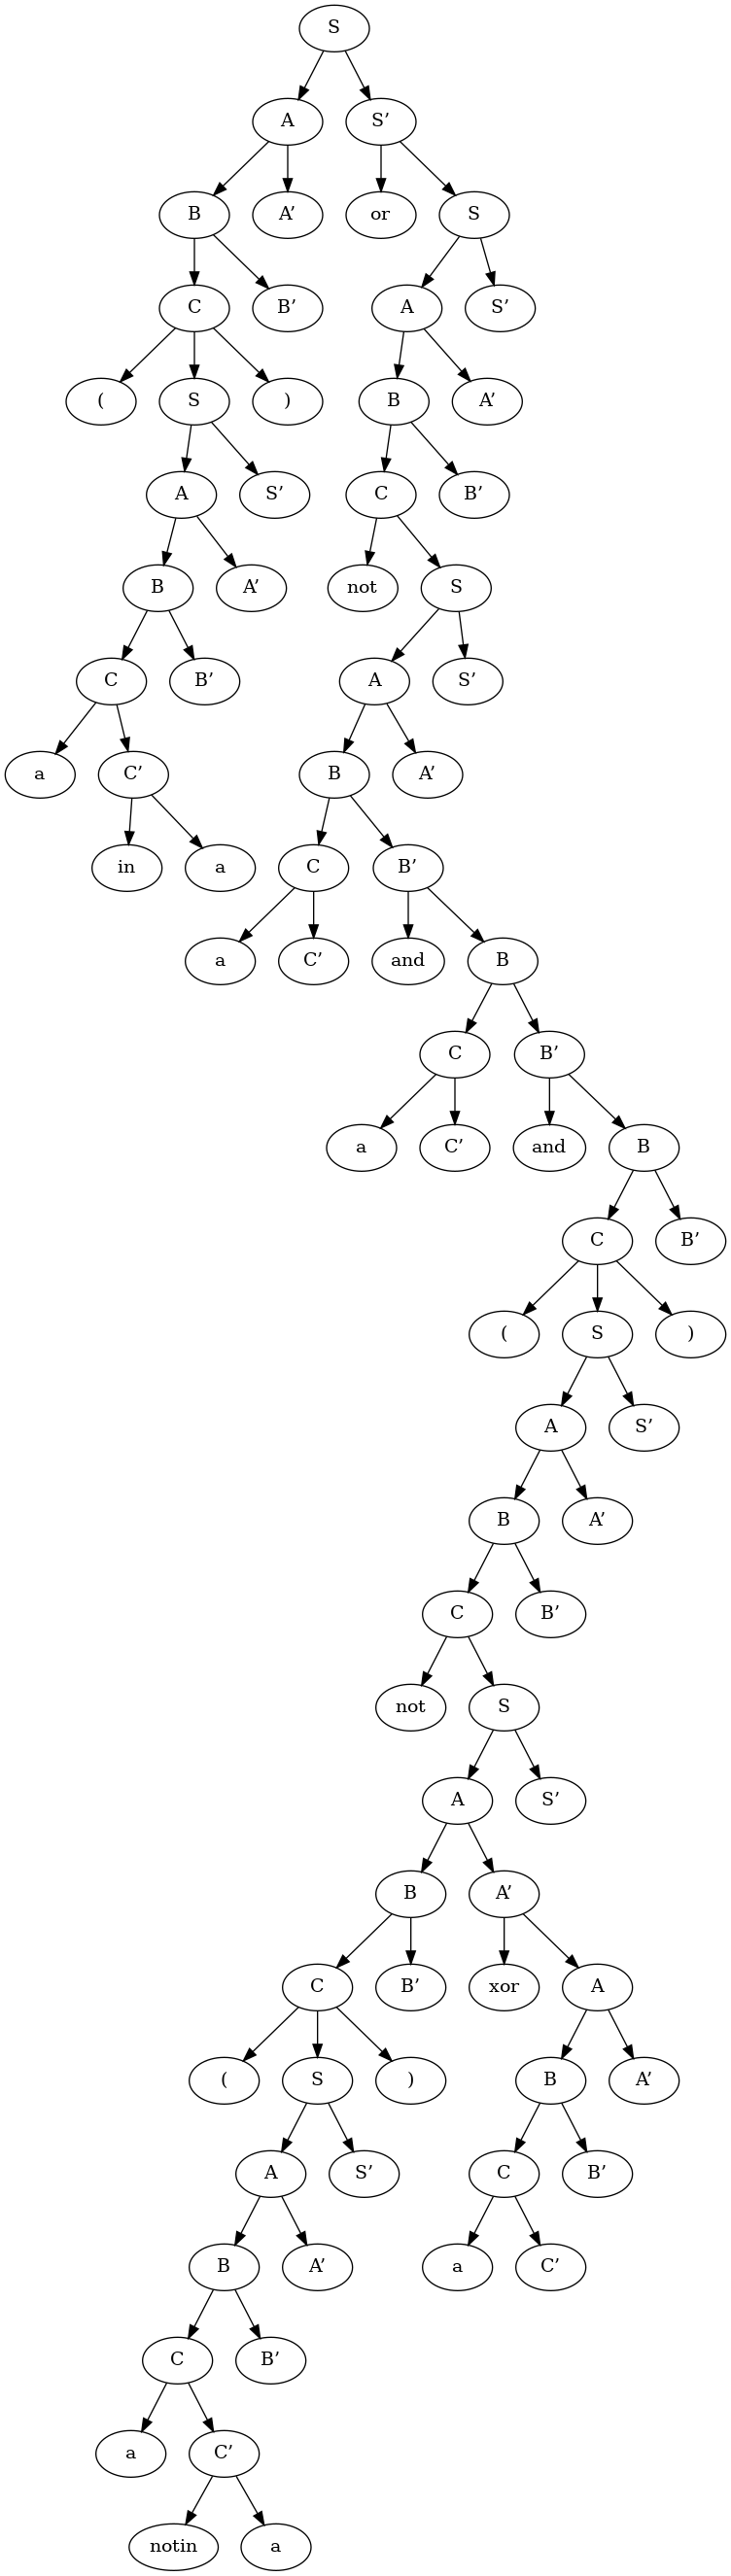 S
A S’
B A’ or S
C B’ A S’
( S ) B A’
A S’ C B’
B A’ not S
C B’ A S’
a C’ B A’
in a C B’
a C’ and B
C B’
a C’ and B
C B’
( S )
A S’
B A’
C B’
not S
A S’
B A’
C B’ xor A
( S ) B A’
A S’ C B’
B A’ a C’
C B’
a C’
notin a